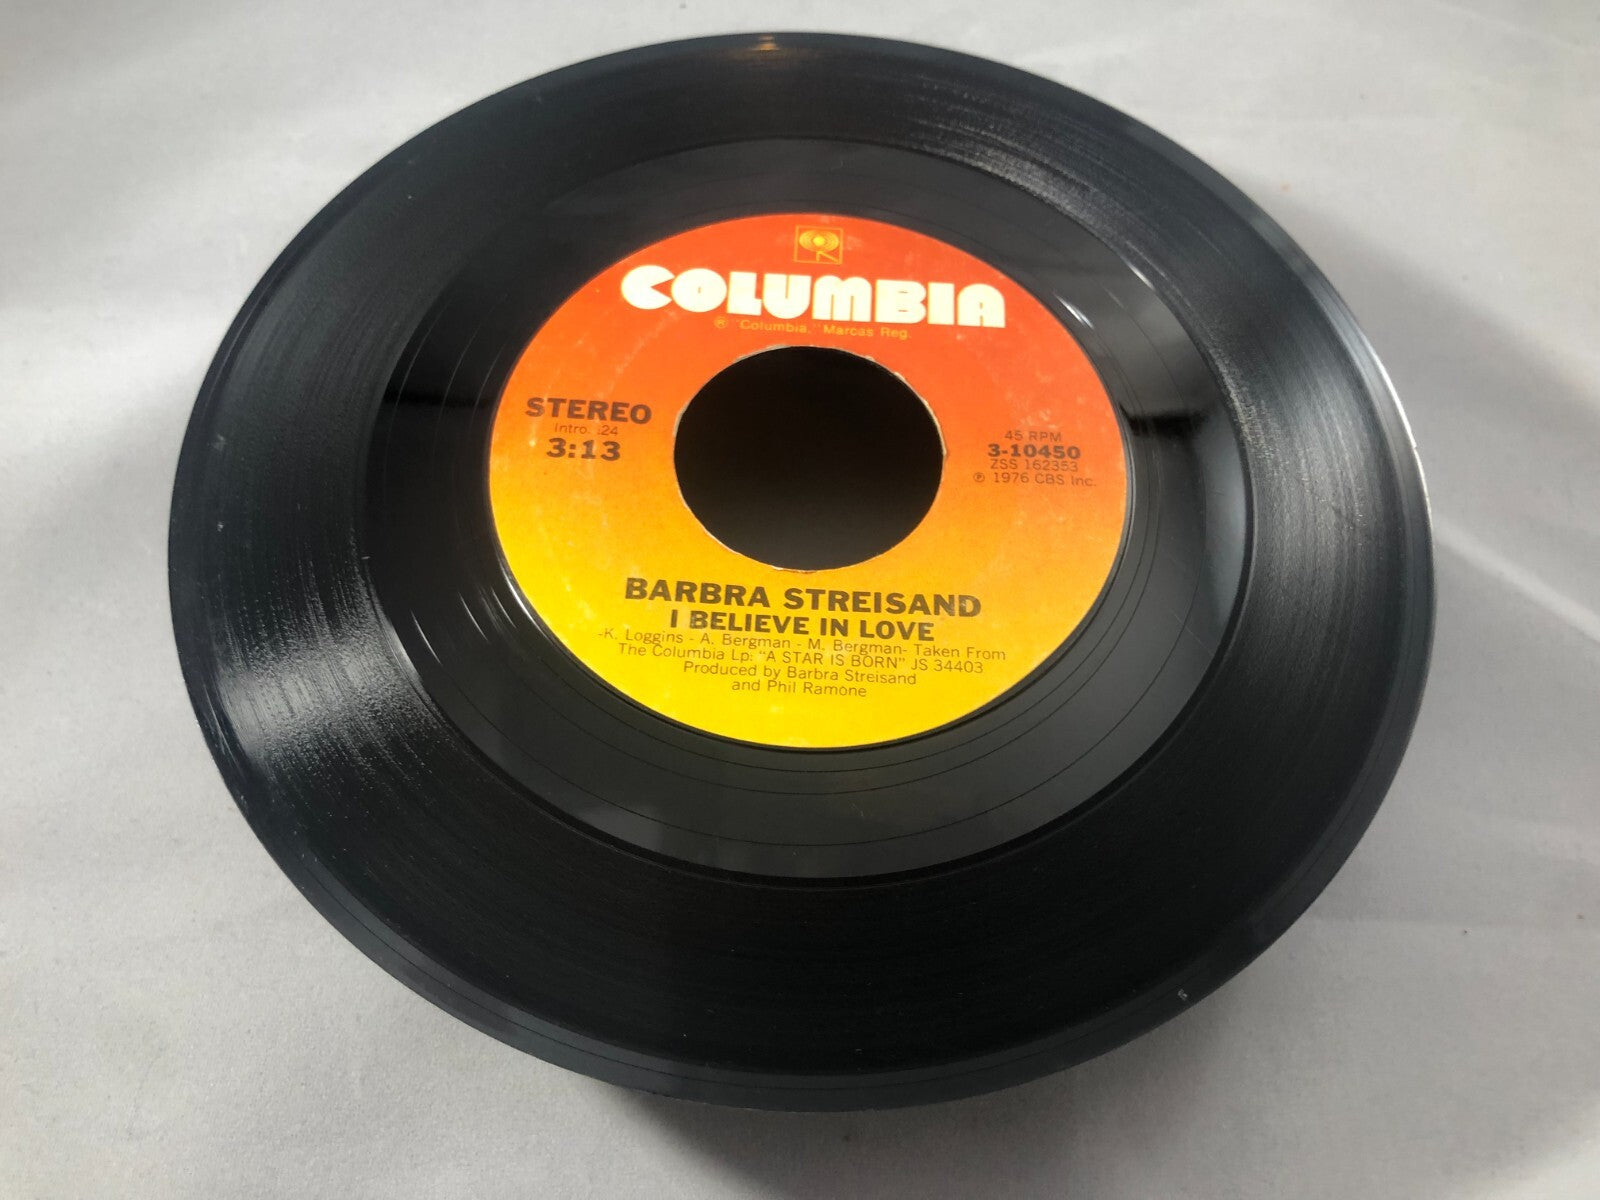 COLUMBIA
® "Columbia," Marcas Reg.
STEREO
Intro. :24
3:13
45 RPM
3-10450
ZSS 162353
℗ 1976 CBS Inc.
BARBRA STREISAND
I BELIEVE IN LOVE
-K. Loggins - A. Bergman - M. Bergman- Taken From
The Columbia Lp: "A STAR IS BORN" JS 34403
Produced by Barbra Streisand
and Phil Ramone